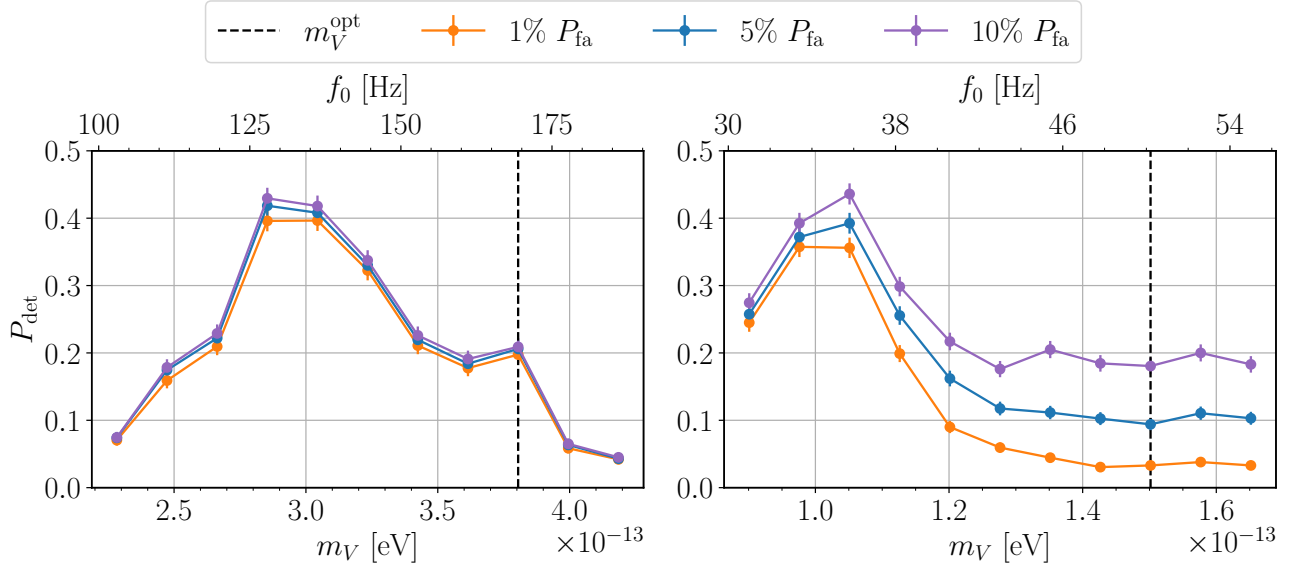 m_V^opt 1% P_fa 5% P_fa 10% P_fa
f_0 [Hz] f_0 [Hz]
100 125 150 175 30 38 46 54
0.5 0.5
0.4 0.4
0.3 0.3
0.2 0.2
0.1 0.1
0.0 0.0
P_det
2.5 3.0 3.5 4.0 1.0 1.2 1.4 1.6
m_V [eV] ×10^−13 m_V [eV] ×10^−13